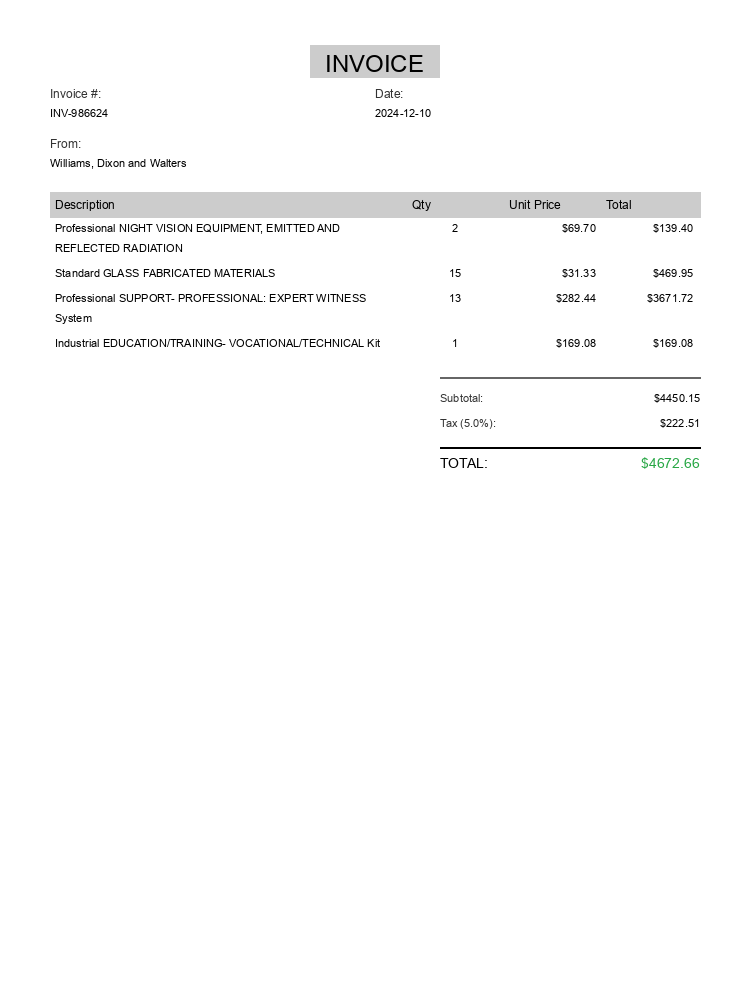 INVOICE
Invoice #: Date:
INV-986624 2024-12-10
From:
Williams, Dixon and Walters
Description Qty Unit Price Total
Professional NIGHT VISION EQUIPMENT, EMITTED AND 2 $69.70 $139.40
REFLECTED RADIATION
Standard GLASS FABRICATED MATERIALS 15 $31.33 $469.95
Professional SUPPORT- PROFESSIONAL: EXPERT WITNESS 13 $282.44 $3671.72
System
Industrial EDUCATION/TRAINING- VOCATIONAL/TECHNICAL Kit 1 $169.08 $169.08
Subtotal: $4450.15
Tax (5.0%): $222.51
TOTAL: $4672.66